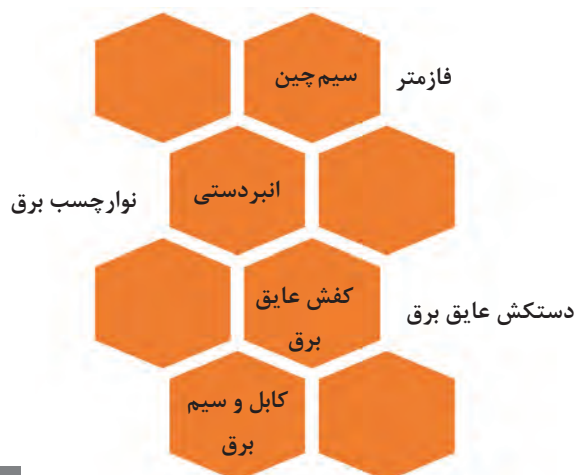 سیم‌چین
فازمتر
انبردستی
نوارچسب برق
کفش عایق
برق
دستکش عایق برق
کابل و سیم
برق